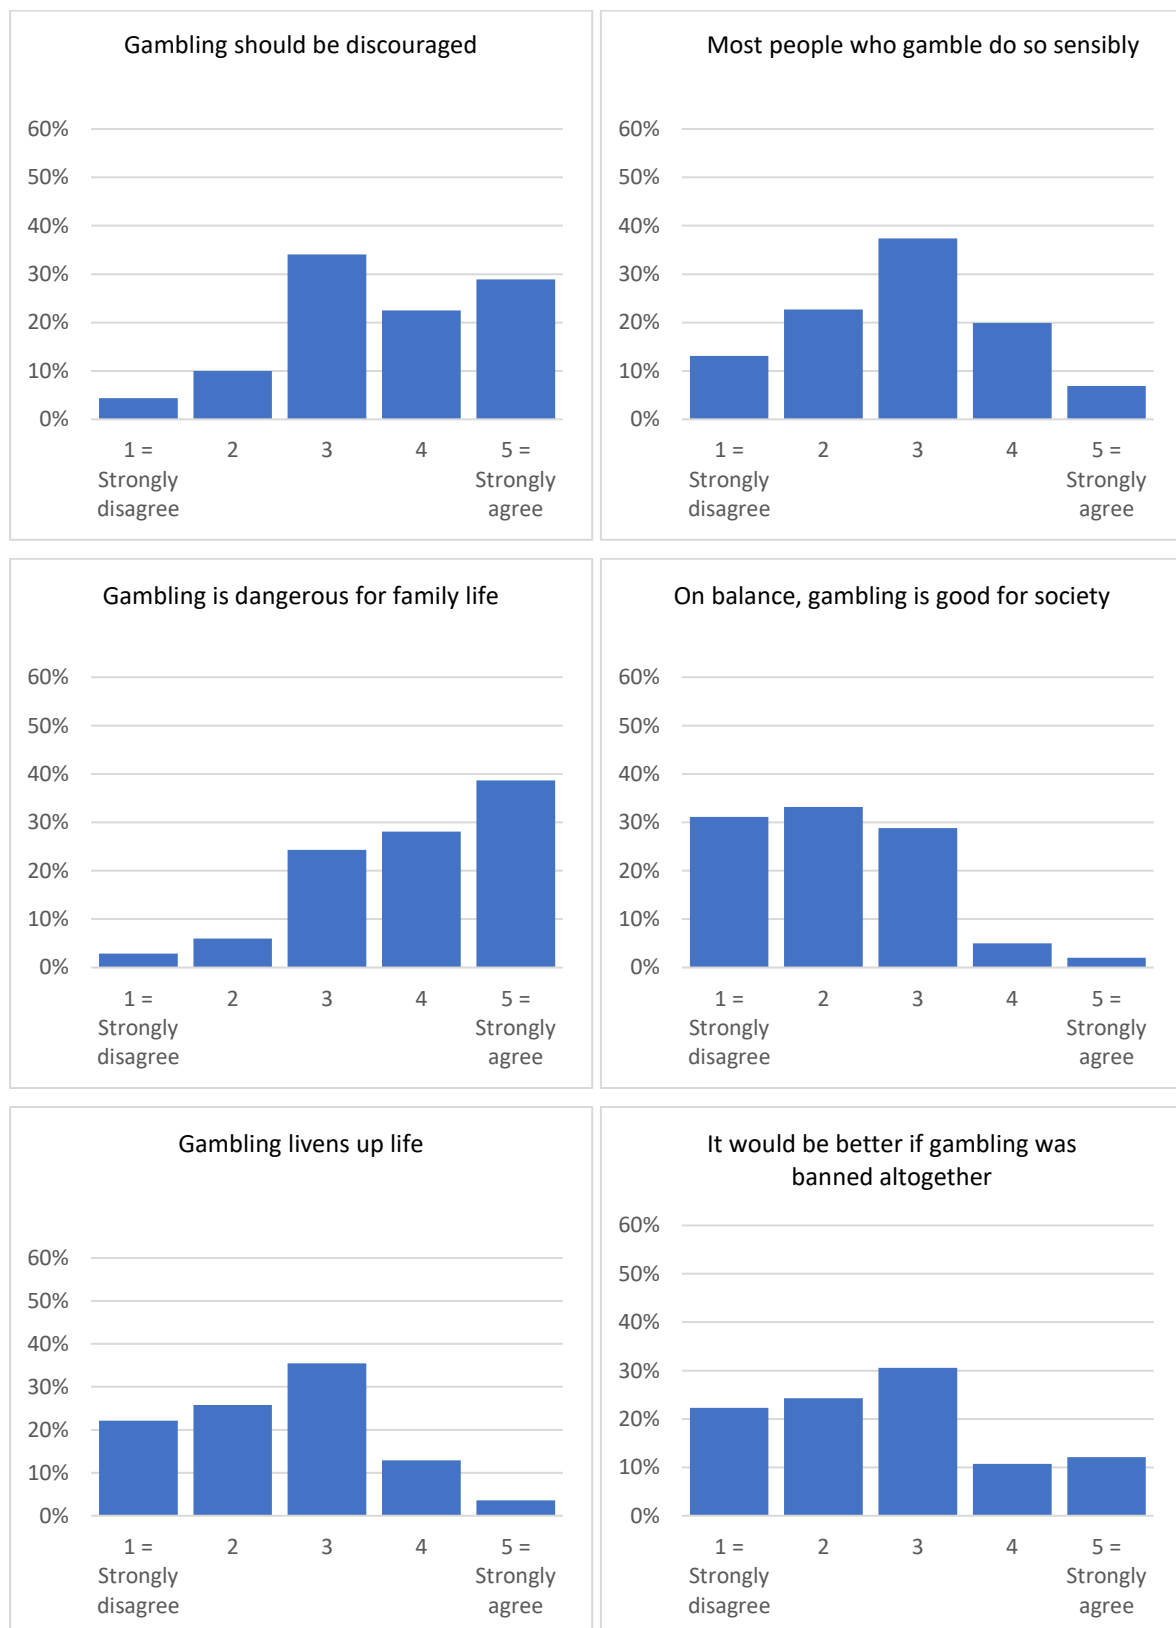 Gambling should be discouraged
60%
50%
40%
30%
20%
10%
0%
1 =
Strongly
disagree
2
3
4
5 =
Strongly
agree
Most people who gamble do so sensibly
60%
50%
40%
30%
20%
10%
0%
1 =
Strongly
disagree
2
3
4
5 =
Strongly
agree
Gambling is dangerous for family life
60%
50%
40%
30%
20%
10%
0%
1 =
Strongly
disagree
2
3
4
5 =
Strongly
agree
On balance, gambling is good for society
60%
50%
40%
30%
20%
10%
0%
1 =
Strongly
disagree
2
3
4
5 =
Strongly
agree
Gambling livens up life
60%
50%
40%
30%
20%
10%
0%
1 =
Strongly
disagree
2
3
4
5 =
Strongly
agree
It would be better if gambling was
banned altogether
60%
50%
40%
30%
20%
10%
0%
1 =
Strongly
disagree
2
3
4
5 =
Strongly
agree